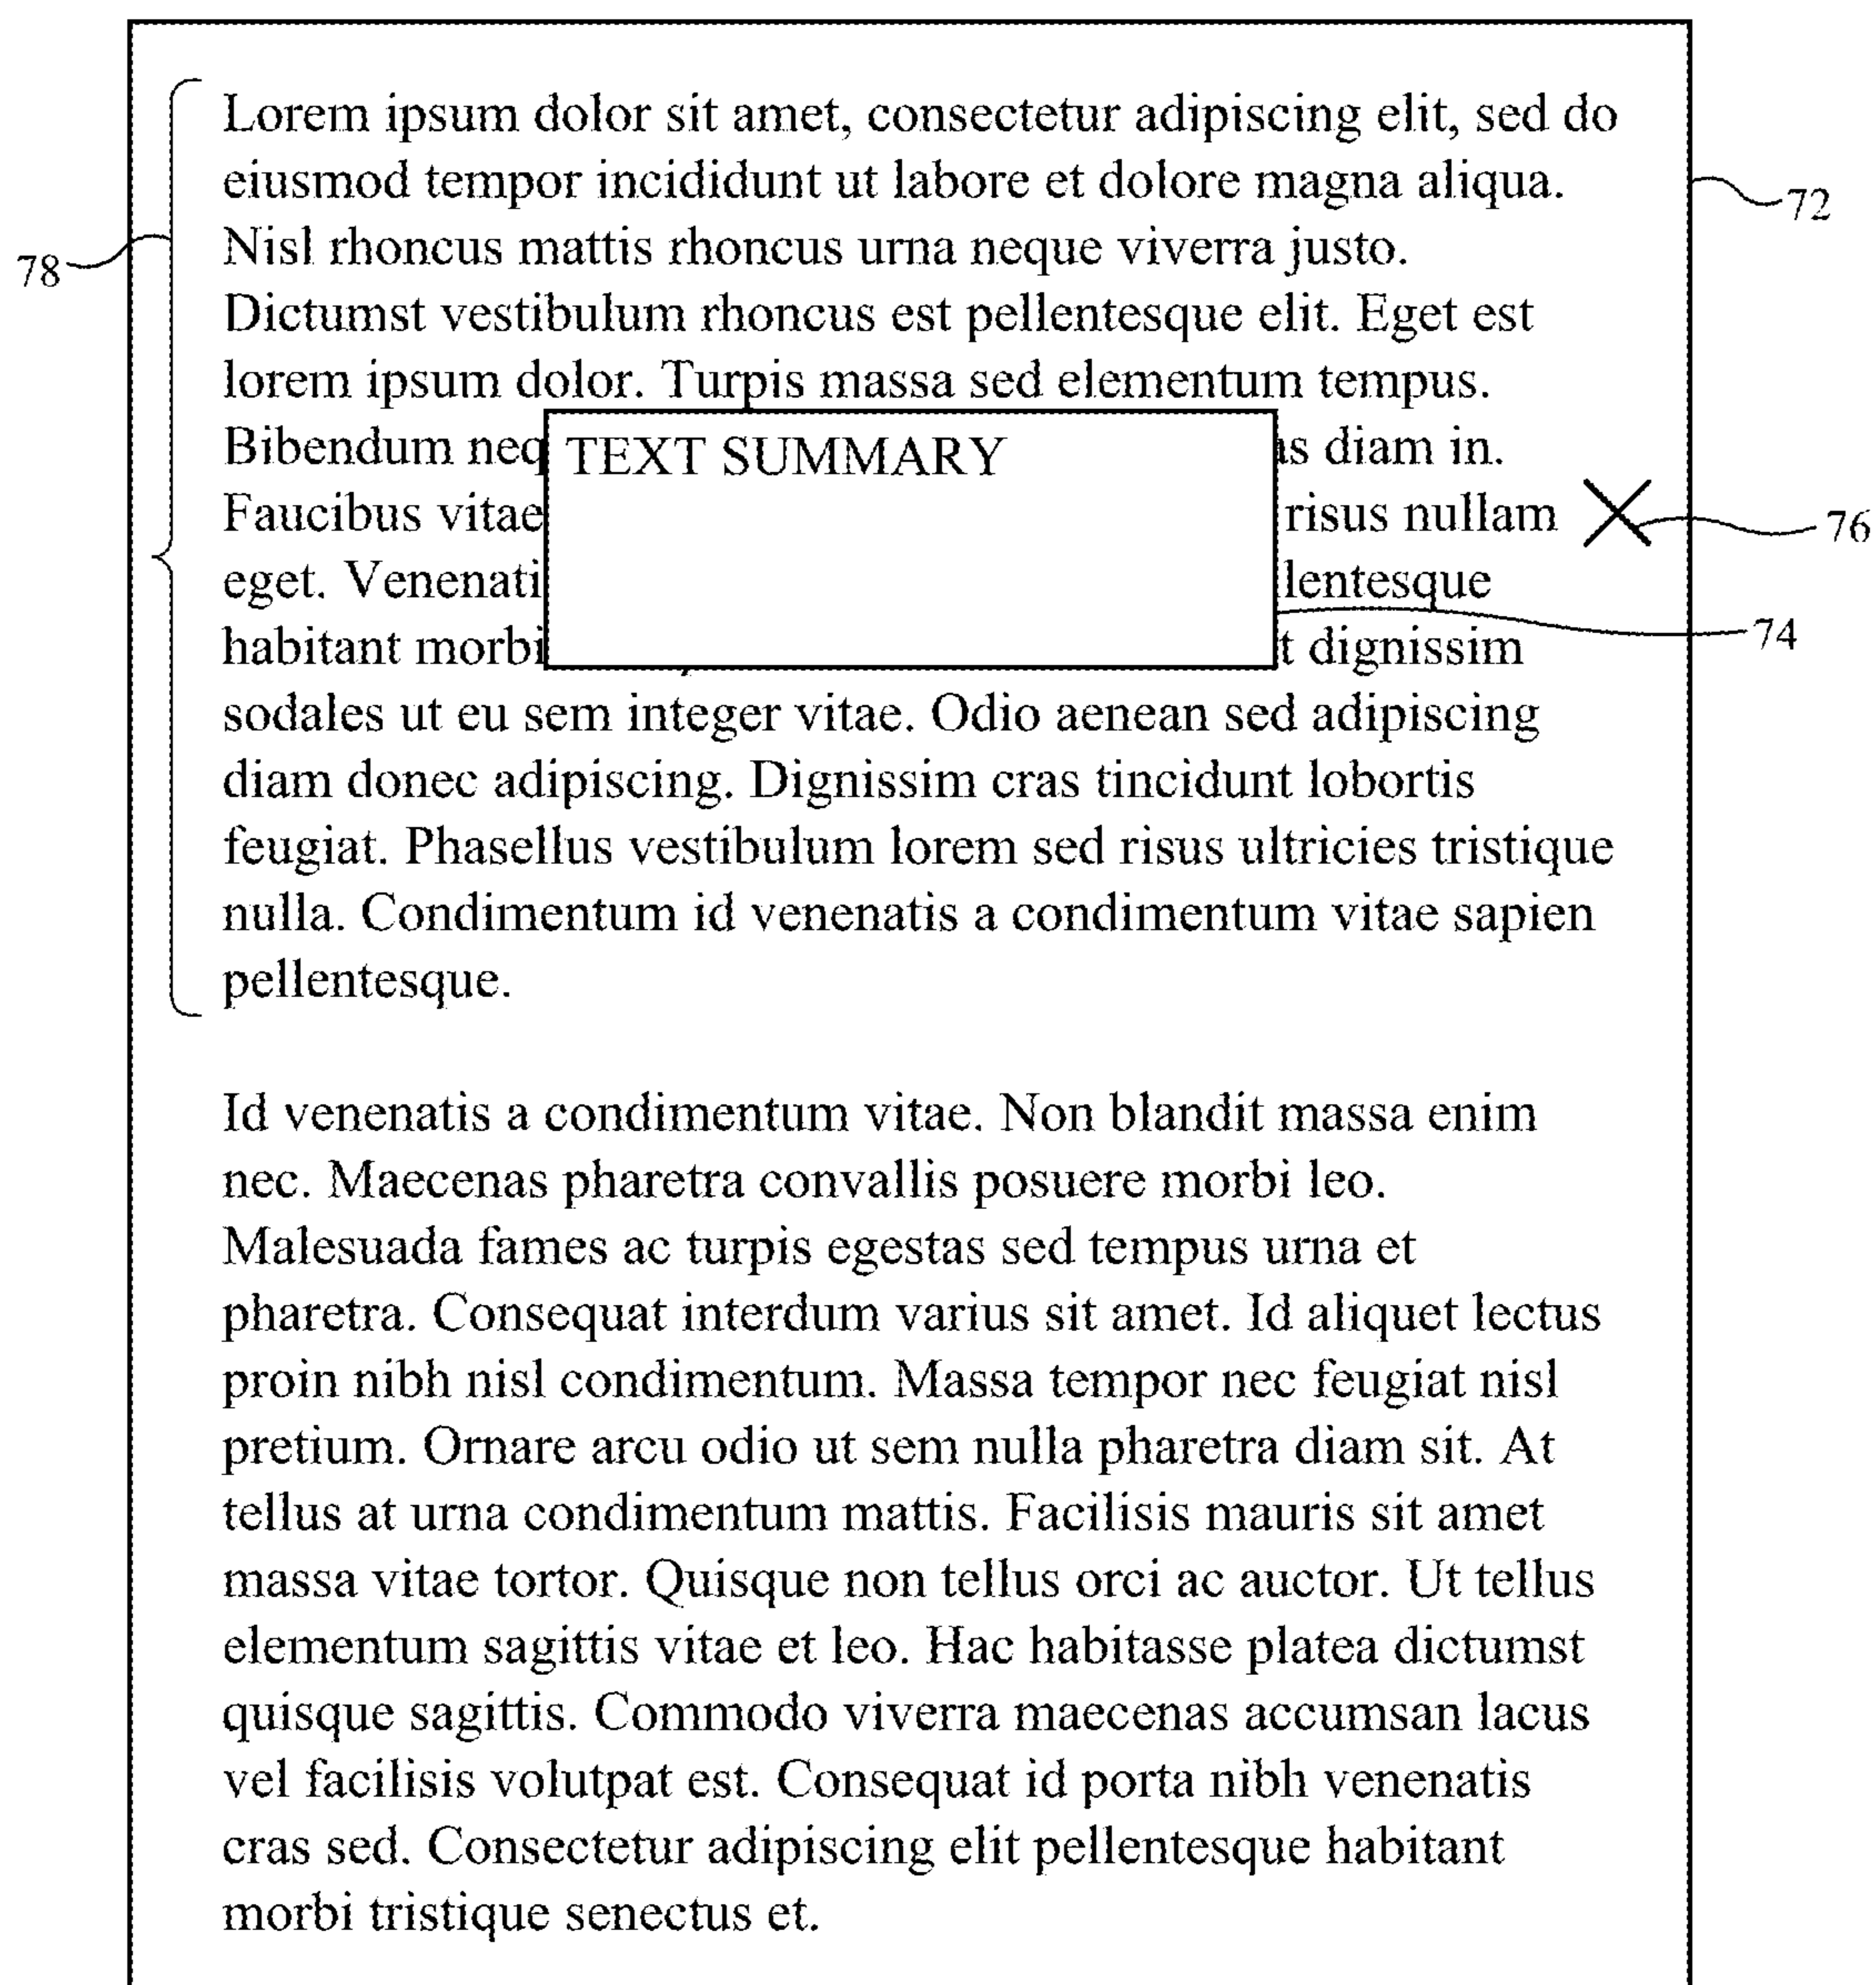 Lorem ipsum dolor sit amet, consectetur adipiscing elit, sed do
eiusmod tempor incididunt ut labore et dolore magna aliqua.
72
Nisl rhoncus mattis rhoncus urna neque viverra justo.
78
Dictumst vestibulum rhoncus est pellentesque elit. Eget est
lorem ipsum dolor. Turpis massa sed elementum tempus.
Bibendum
TEXT SUMMARY
diam in.
Faucibus vitae
risus nullam
76
eget.
habitant
dignissim
74
sodales ut eu sem integer vitae. Odio aenean sed adipiscing
diam donec adipiscing. Dignissim cras tincidunt lobortis
feugiat. Phasellus vestibulum lorem sed risus ultricies tristique
nulla. Condimentum id venenatis a condimentum vitae sapien
pellentesque.
Id venenatis a condimentum vitae. Non blandit massa enim
nec. Maecenas pharetra convallis posuere morbi leo.
Malesuada fames ac turpis egestas sed tempus urna et
pharetra. Consequat interdum varius sit amet. Id aliquet lectus
proin nibh nisl condimentum. Massa tempor nec feugiat nisl
pretium. Ornare arcu odio ut sem nulla pharetra diam sit. At
tellus at urna condimentum mattis. Facilisis mauris sit amet
massa vitae tortor. Quisque non tellus orci ac auctor. Ut tellus
elementum sagittis vitae et leo. Hac habitasse platea dictumst
quisque sagittis. Commodo viverra maecenas accumsan lacus
vel facilisis volutpat est. Consequat id porta nibh venenatis
cras sed. Consectetur adipiscing elit pellentesque habitant
morbi tristique senectus et.